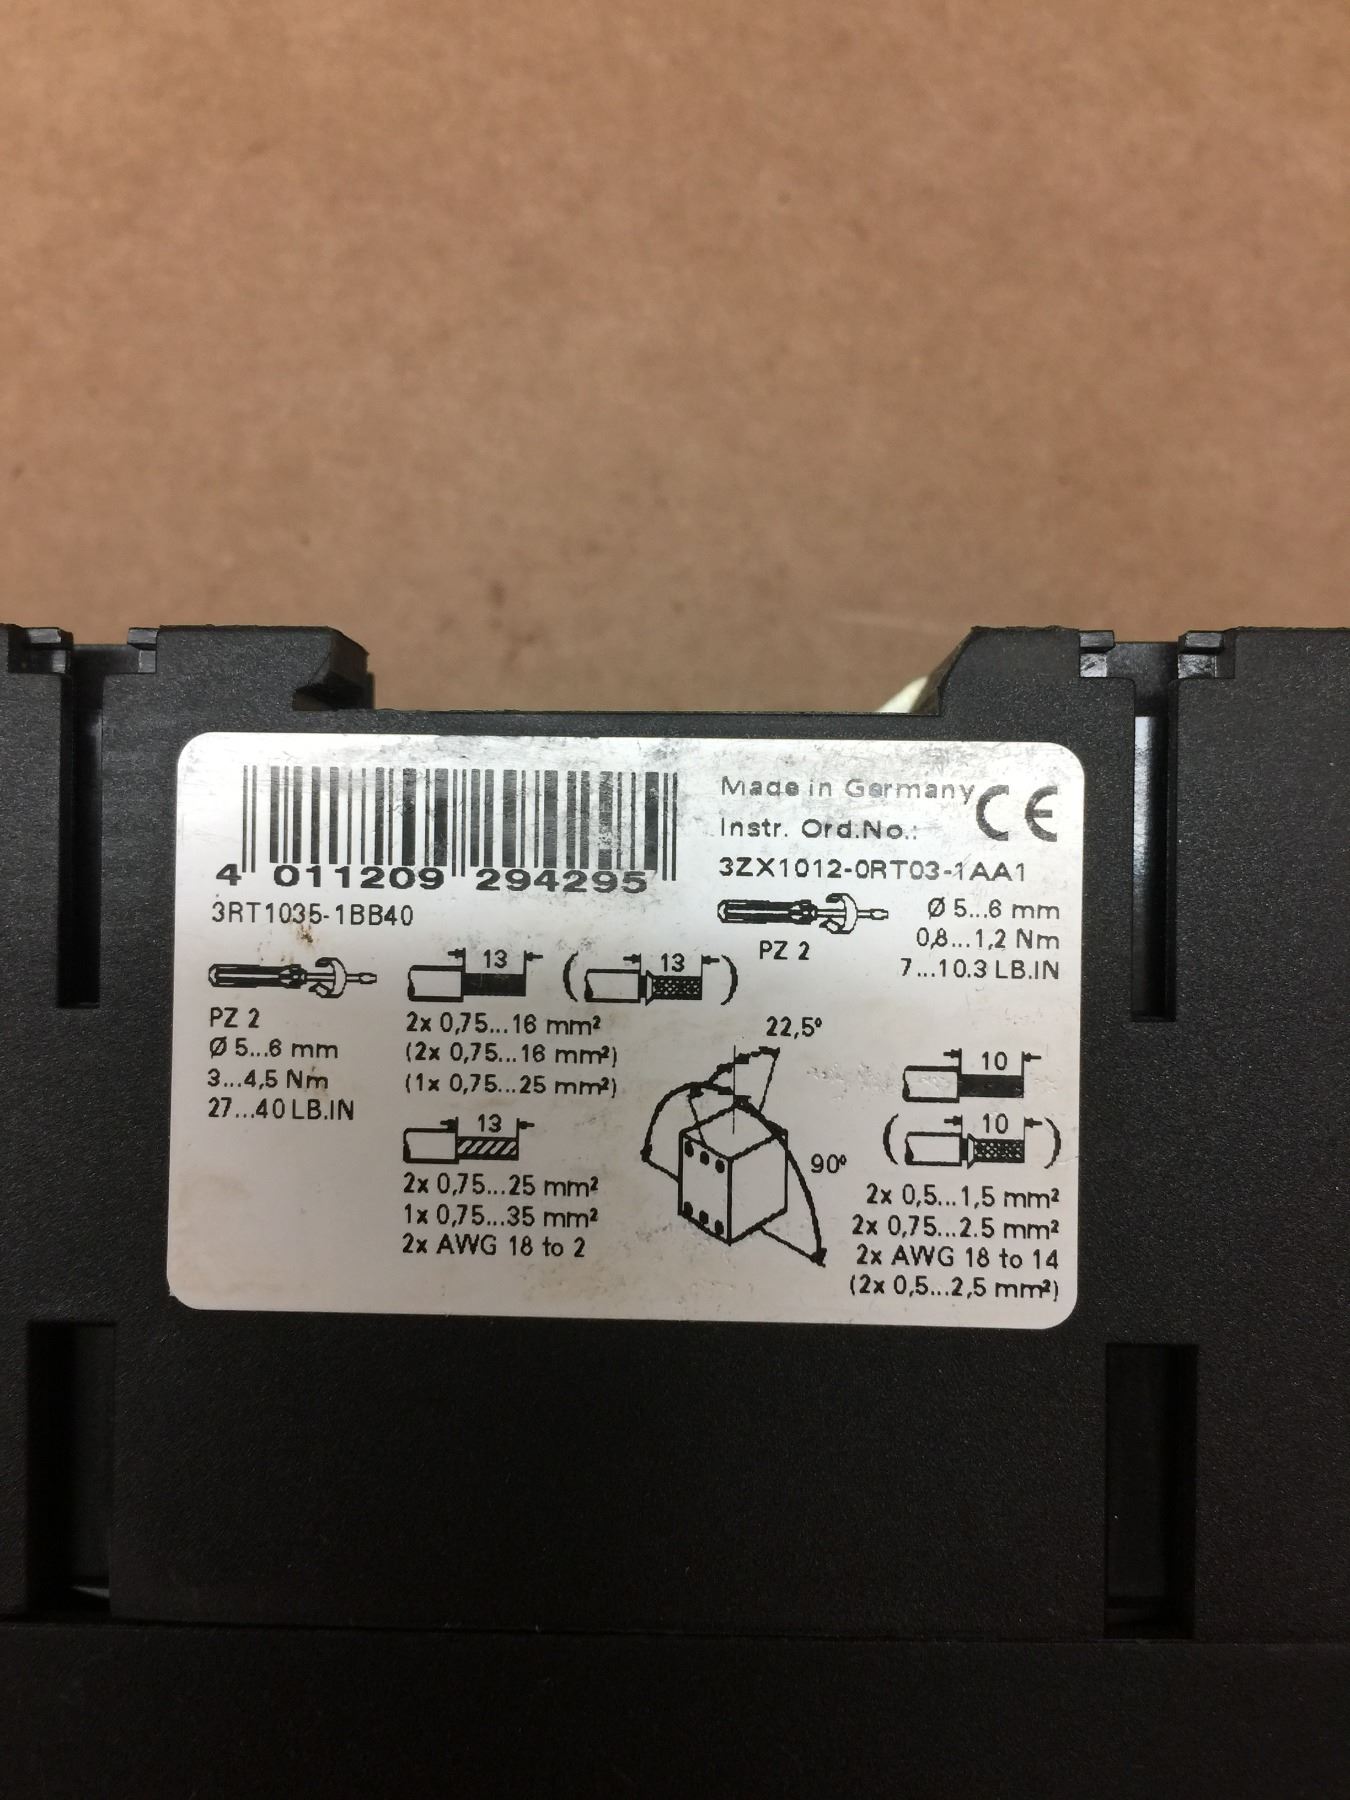 Made in Germany
CE
Instr. Ord.No.:
3ZX1012-0RT03-1AA1
4 011209 294295
3RT1035-1BB40
PZ 2
Ø 5...6 mm
3...4,5 Nm
27...40 LB.IN
13
(13)
2x 0,75...16 mm²
(2x 0,75...16 mm²)
(1x 0,75...25 mm²)
13
2x 0,75...25 mm²
1x 0,75...35 mm²
2x AWG 18 to 2
PZ 2
Ø 5...6 mm
0,8...1,2 Nm
7...10.3 LB.IN
22,5°
90°
10
(10)
2x 0,5...1,5 mm²
2x 0,75...2.5 mm²
2x AWG 18 to 14
(2x 0,5...2,5 mm²)